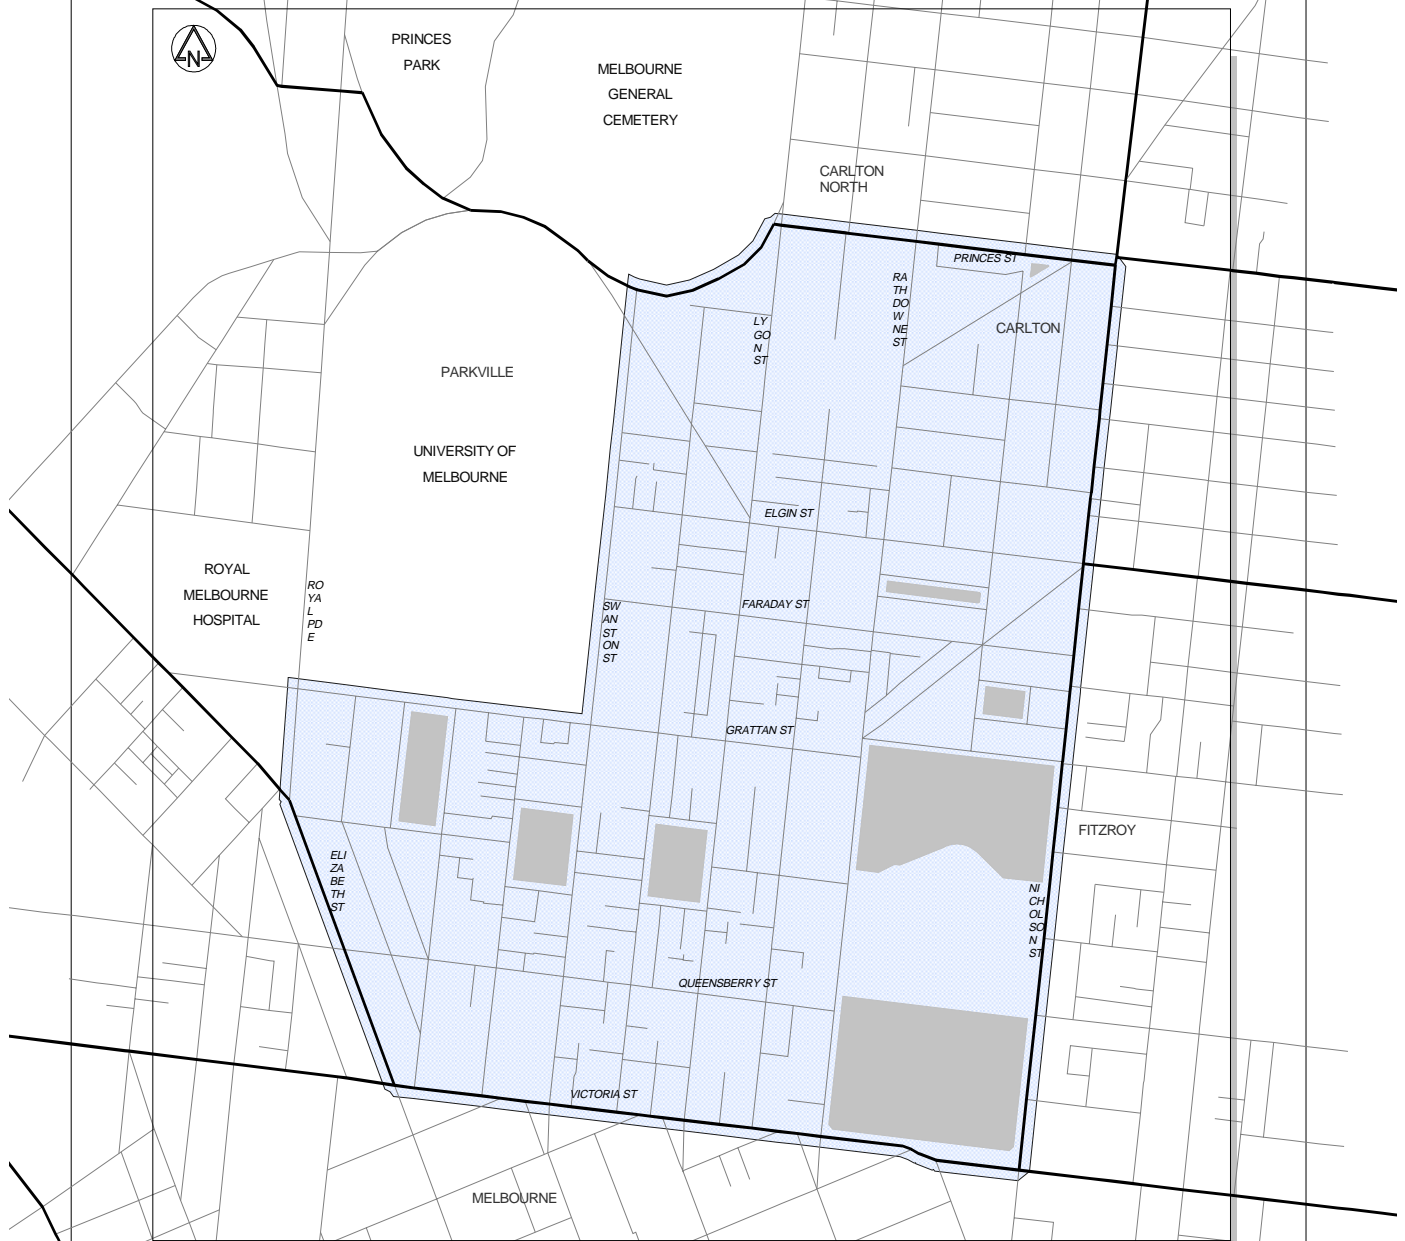 N
PRINCES
PARK
MELBOURNE
GENERAL
CEMETERY
CARLTON
NORTH
PRINCES ST
RA
TH
DO
W
NE
ST
LY
GO
N
ST
CARLTON
PARKVILLE
UNIVERSITY OF
MELBOURNE
ELGIN ST
ROYAL
MELBOURNE
HOSPITAL
RO
YA
L
PD
E
SW
AN
ST
ON
ST
FARADAY ST
GRATTAN ST
FITZROY
ELI
ZA
BE
TH
ST
NI
CH
OL
SO
N
ST
QUEENSBERRY ST
VICTORIA ST
MELBOURNE